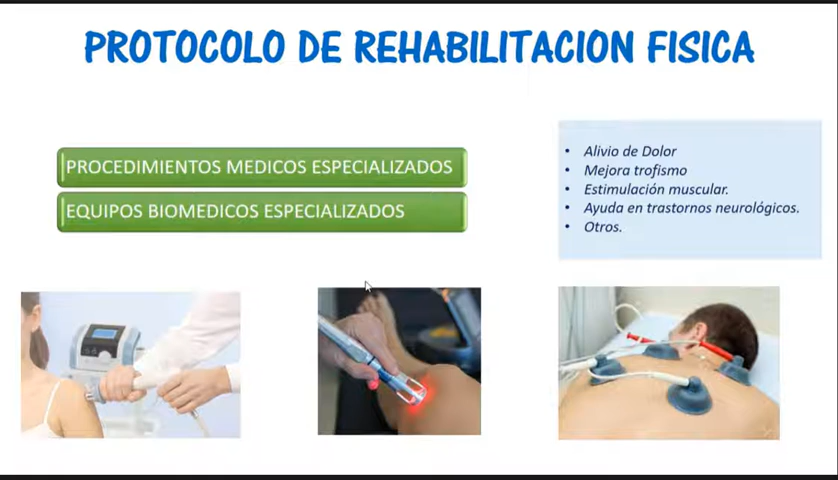 PROTOCOLO DE REHABILITACION FISICA
PROCEDIMIENTOS MEDICOS ESPECIALIZADOS
EQUIPOS BIOMEDICOS ESPECIALIZADOS
• Alivio de Dolor
• Mejora trofismo
• Estimulación muscular.
• Ayuda en trastornos neurológicos.
• Otros.